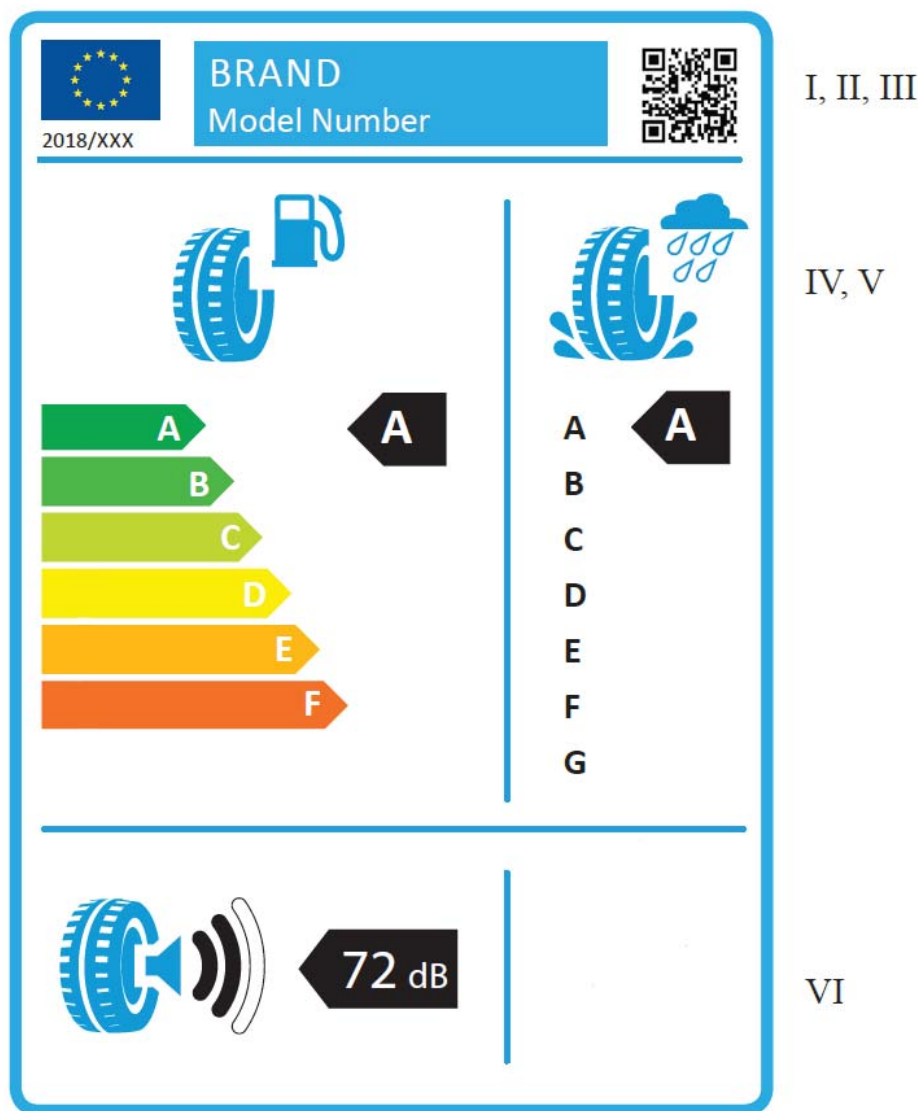 BRAND
Model Number
2018/XXX
I, II, III
IV, V
A A A A
B B
C C
D D
E E
F F
G
72 dB
VI